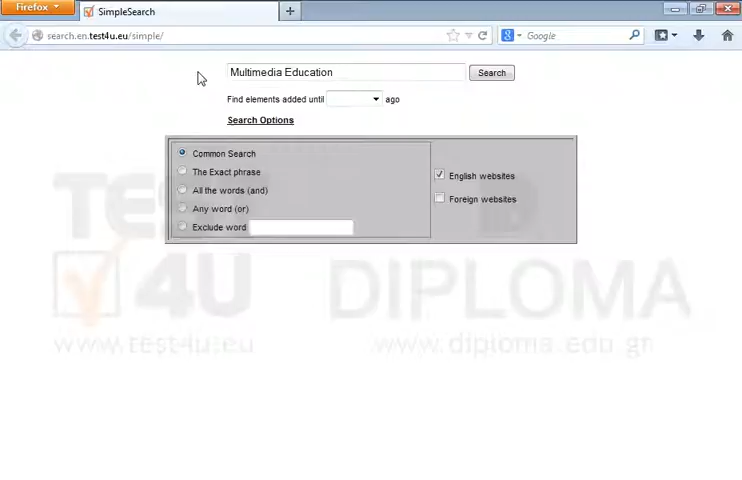 Firefox
SimpleSearch
search.en.test4u.eu/simple/
Google
Multimedia Education
Search
Find elements added until ago
Search Options
Common Search
The Exact phrase
All the words (and)
Any word (or)
Exclude word
English websites
Foreign websites
TEST
4U
DIPLOMA
www.test4u.eu
www.diploma.edu.gr